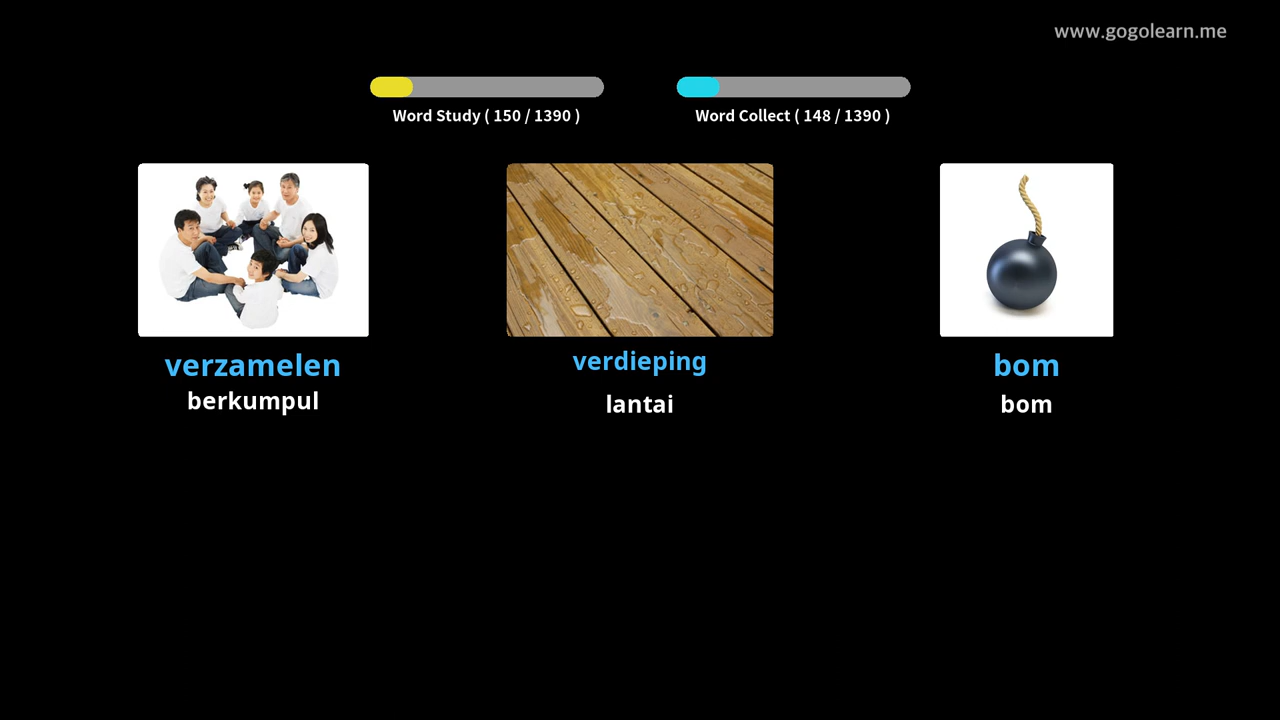 www.gogolearn.me
Word Study ( 150 / 1390 )
Word Collect ( 148 / 1390 )
verzamelen
berkumpul
verdieping
lantai
bom
bom